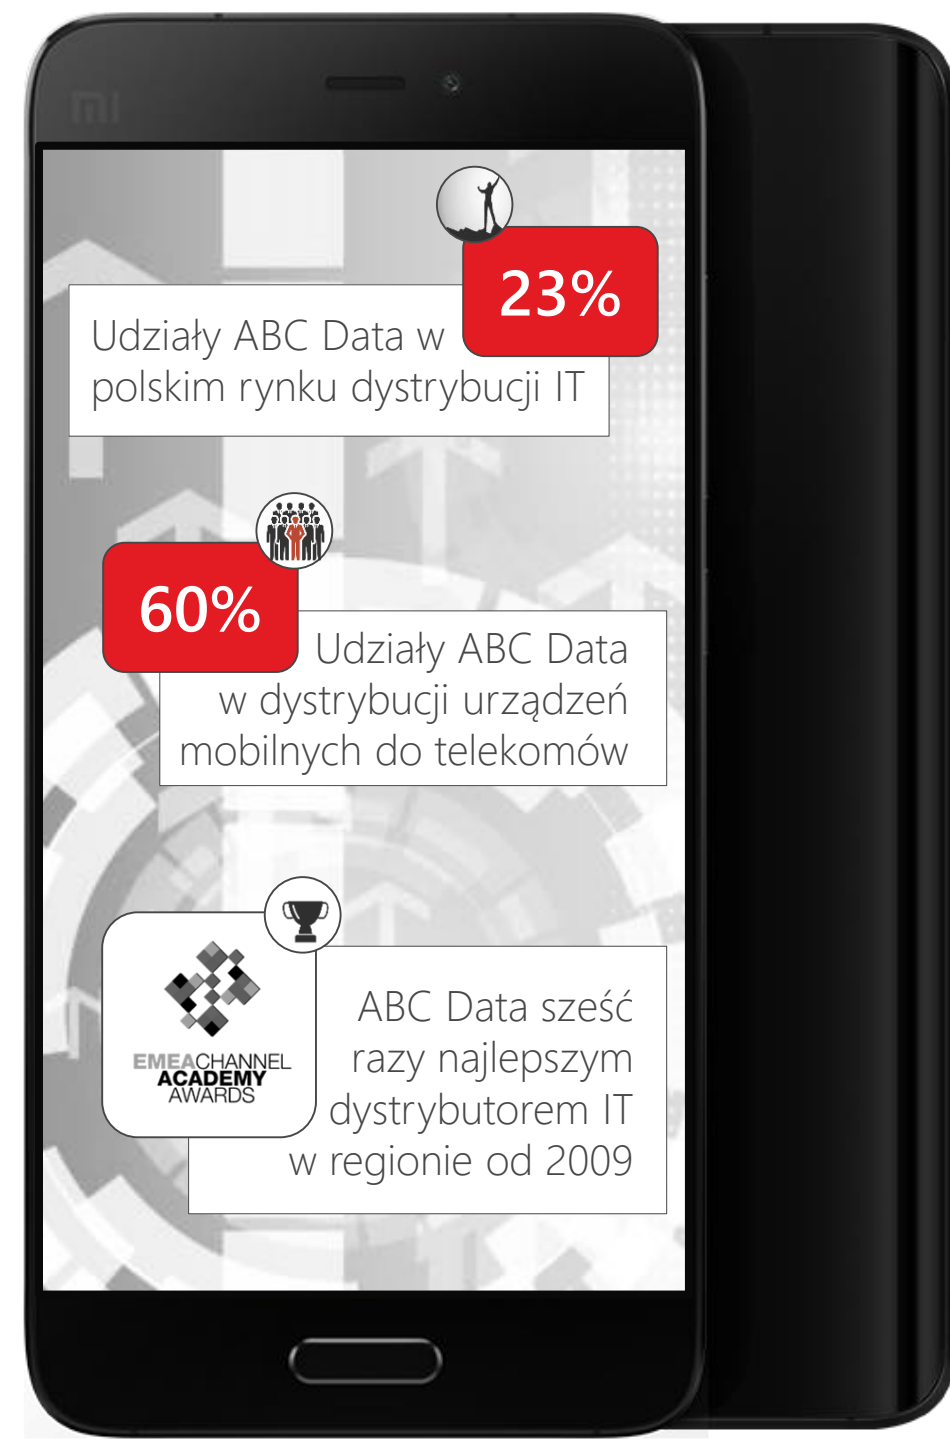 mi
23%
Udziały ABC Data w
polskim rynku dystrybucji IT
60%
Udziały ABC Data
w dystrybucji urządzeń
mobilnych do telekomów
EMEACHANNEL
ACADEMY
AWARDS
ABC Data sześć
razy najlepszym
dystrybutorem IT
w regionie od 2009